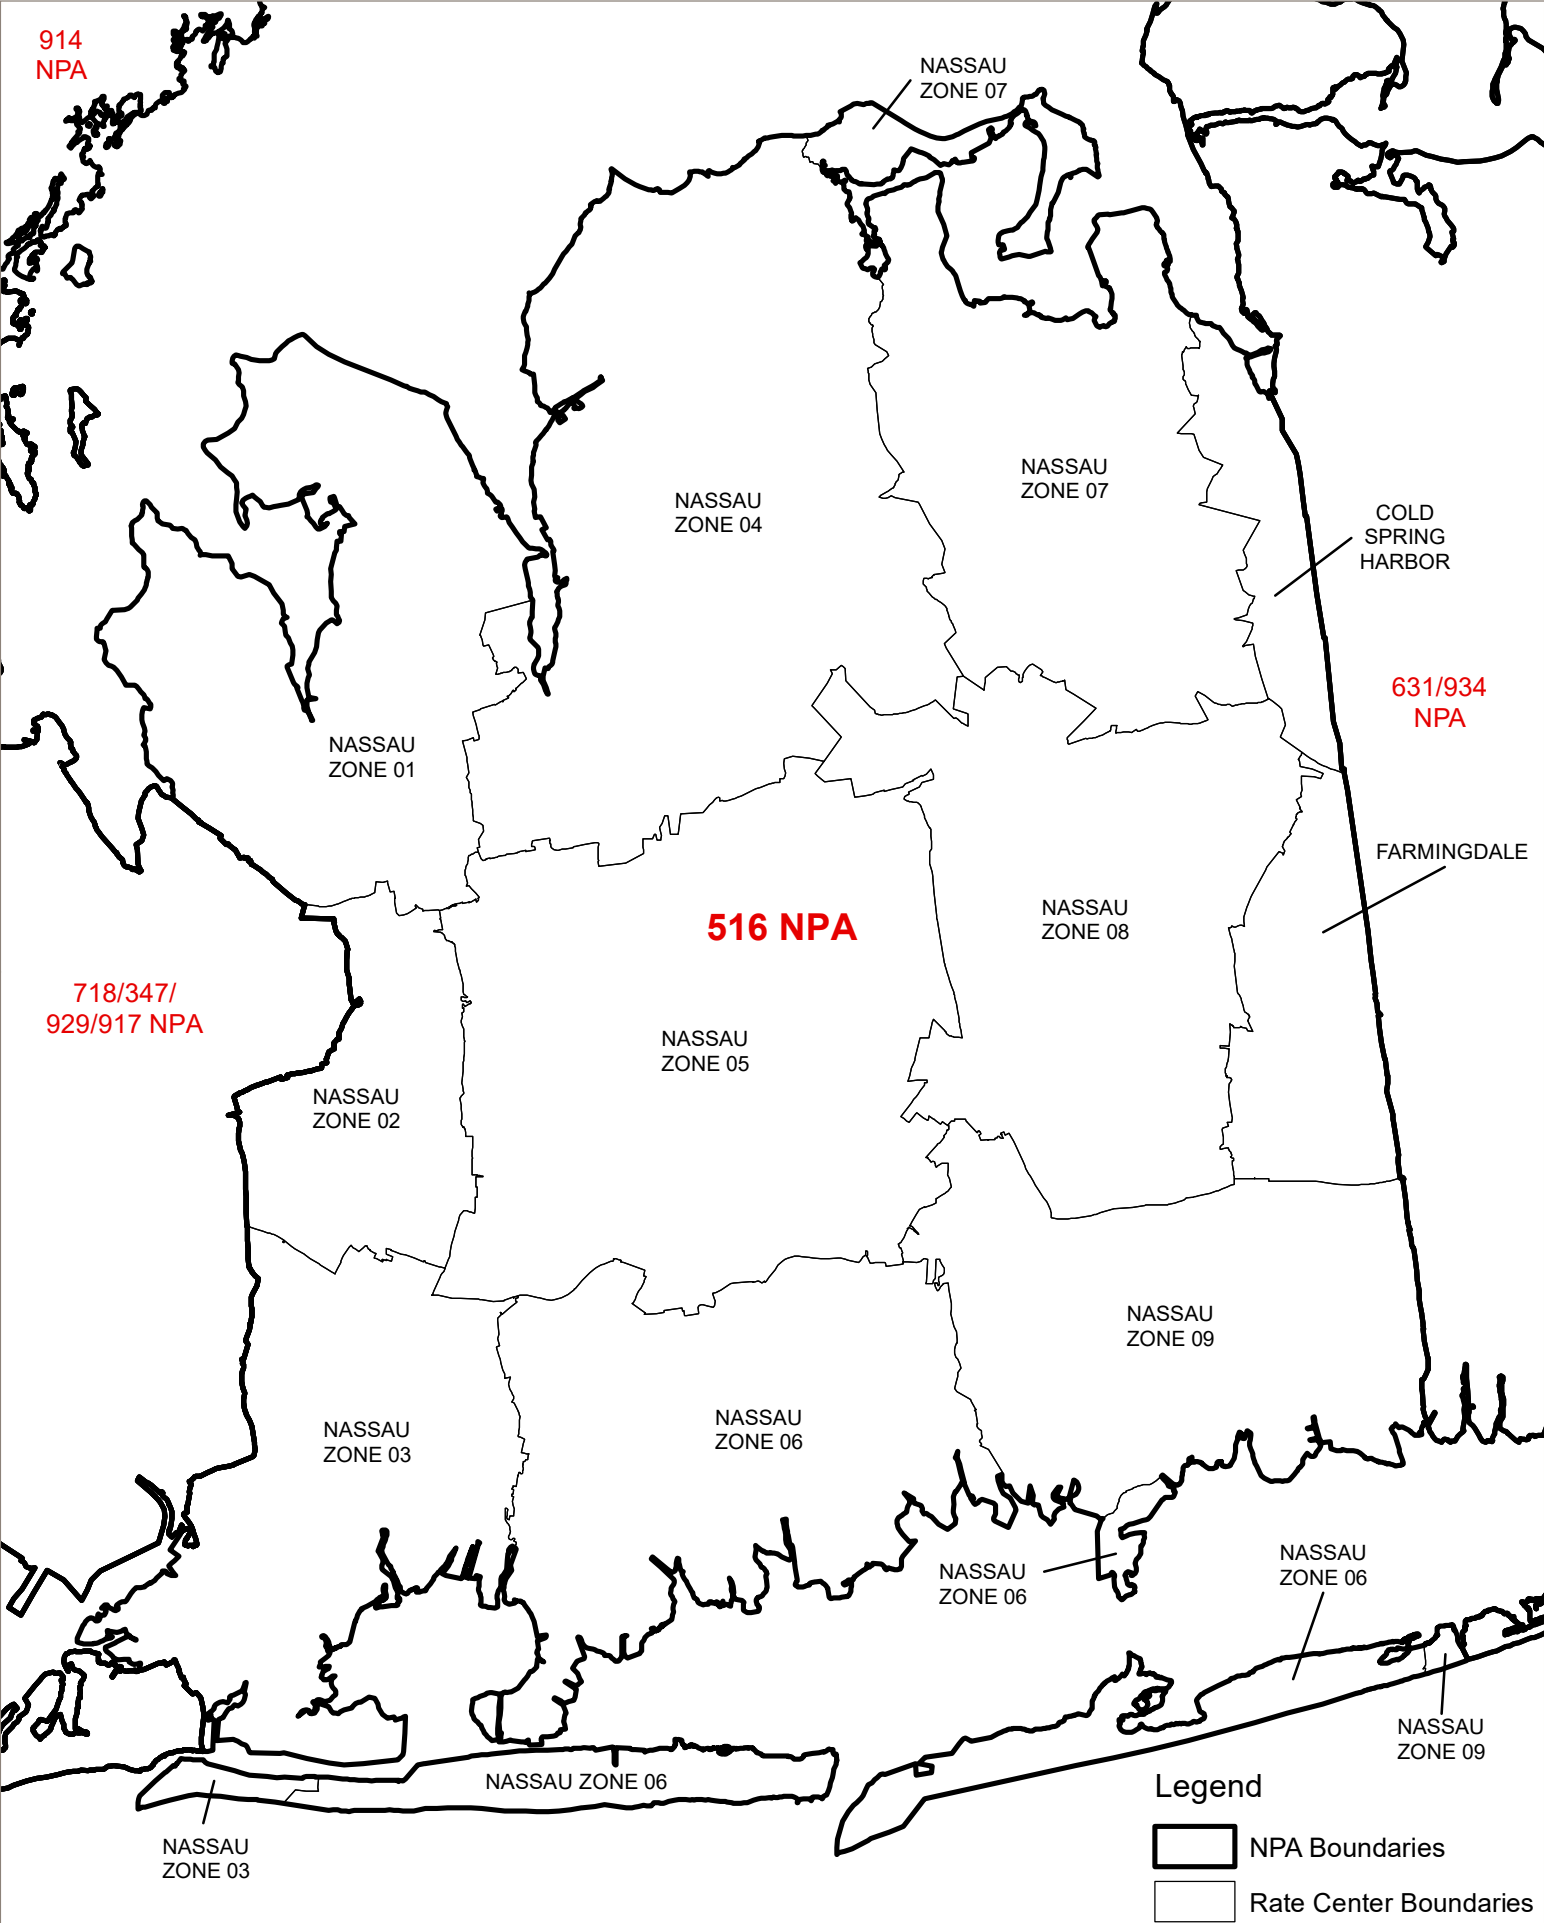 914
NPA
NASSAU
ZONE 07
NASSAU
ZONE 07
NASSAU
ZONE 04
COLD
SPRING
HARBOR
631/934
NPA
NASSAU
ZONE 01
FARMINGDALE
516 NPA
NASSAU
ZONE 08
718/347/
929/917 NPA
NASSAU
ZONE 05
NASSAU
ZONE 02
NASSAU
ZONE 09
NASSAU
ZONE 03
NASSAU
ZONE 06
NASSAU
ZONE 06
NASSAU
ZONE 06
NASSAU
ZONE 09
NASSAU ZONE 06
NASSAU
ZONE 03
Legend
NPA Boundaries
Rate Center Boundaries